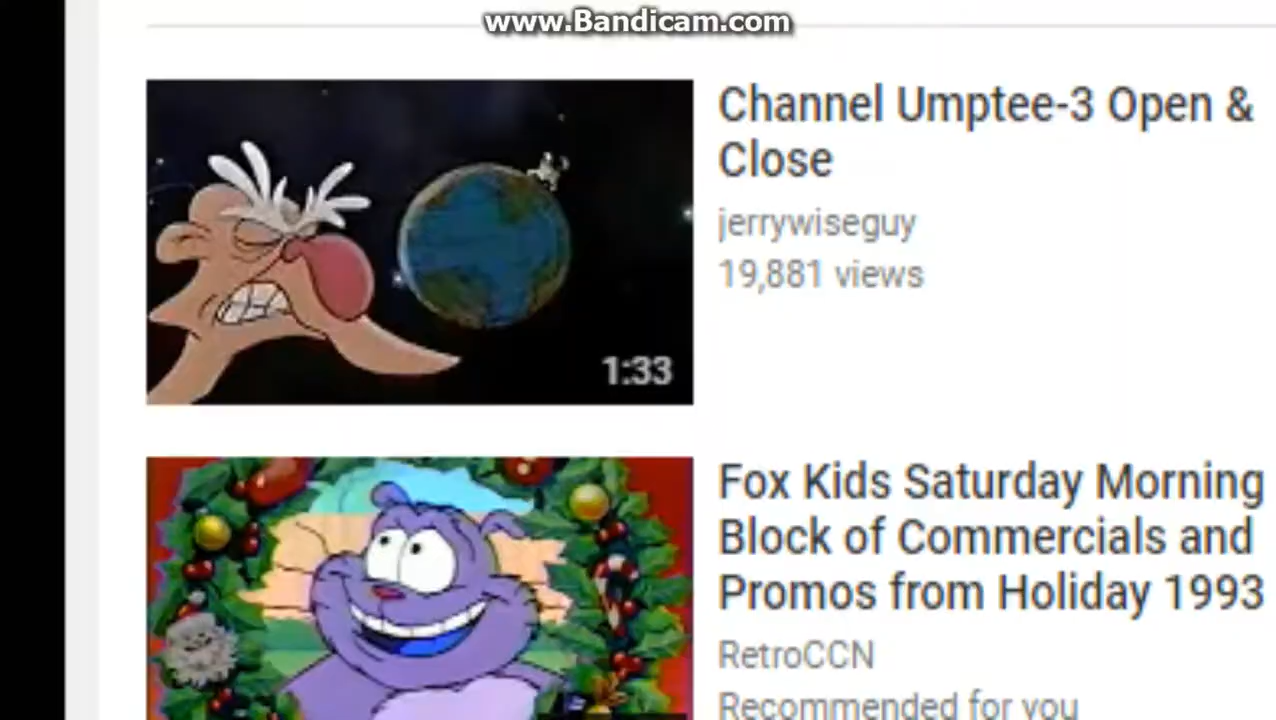 www.Bandicam.com
Channel Umptee-3 Open &
Close
jerrywiseguy
19,881 views
1:33
Fox Kids Saturday Morning
Block of Commercials and
Promos from Holiday 1993
RetroCCN
Recommended for you